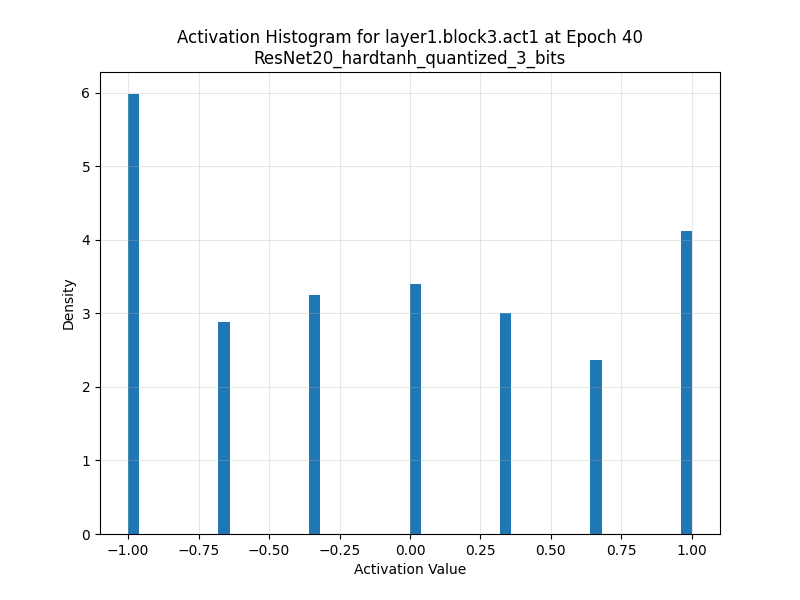 Activation Histogram for layer1.block3.act1 at Epoch 40
ResNet20_hardtanh_quantized_3_bits
Density
6
5
4
3
2
1
0
−1.00 −0.75 −0.50 −0.25 0.00 0.25 0.50 0.75 1.00
Activation Value